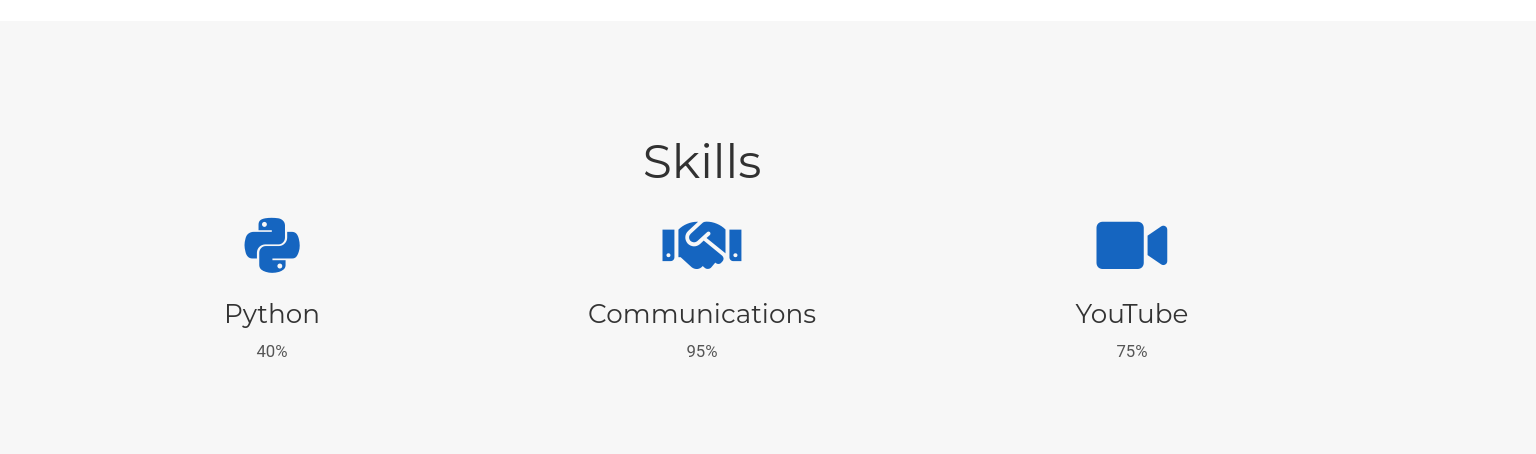 Skills
Python
Communications
YouTube
40%
95%
75%